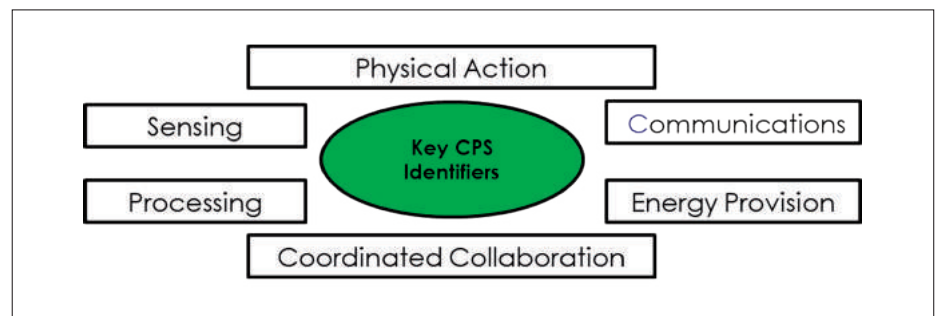 Physical Action
Sensing
Communications
Key CPS
Identifiers
Processing
Energy Provision
Coordinated Collaboration